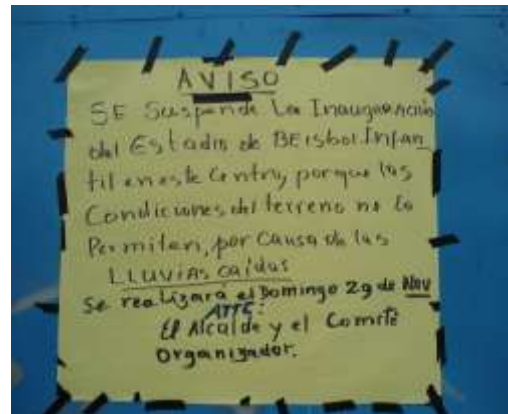 AVISO
SE Suspende La Inauguración
del Estadio de BEisbol Infan
til en este Centro, porque las
Condiciones del terreno no lo
Permiten, por causa de las
LLUVIAS caídas
Se realizará el Domingo 29 de Nov
ATTE:
El Alcalde y el Comité
Organizador.